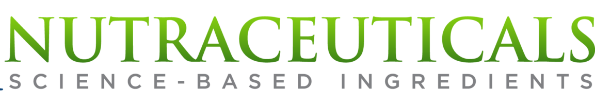 NUTRACEUTICALS
SCIENCE-BASED INGREDIENTS